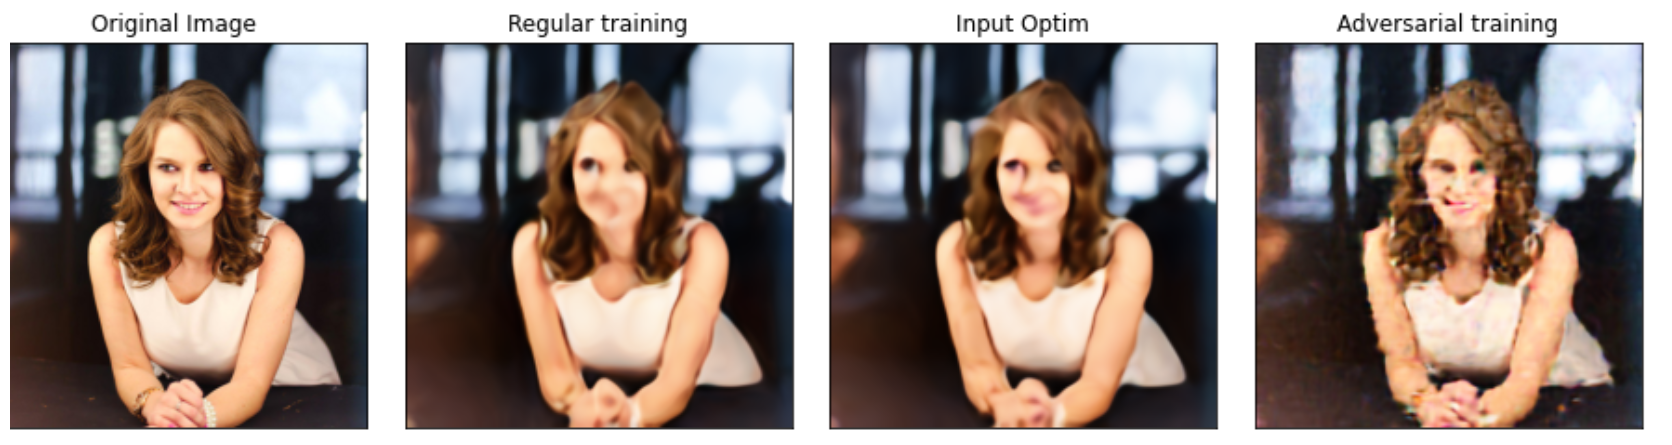 Original Image
Regular training
Input Optim
Adversarial training